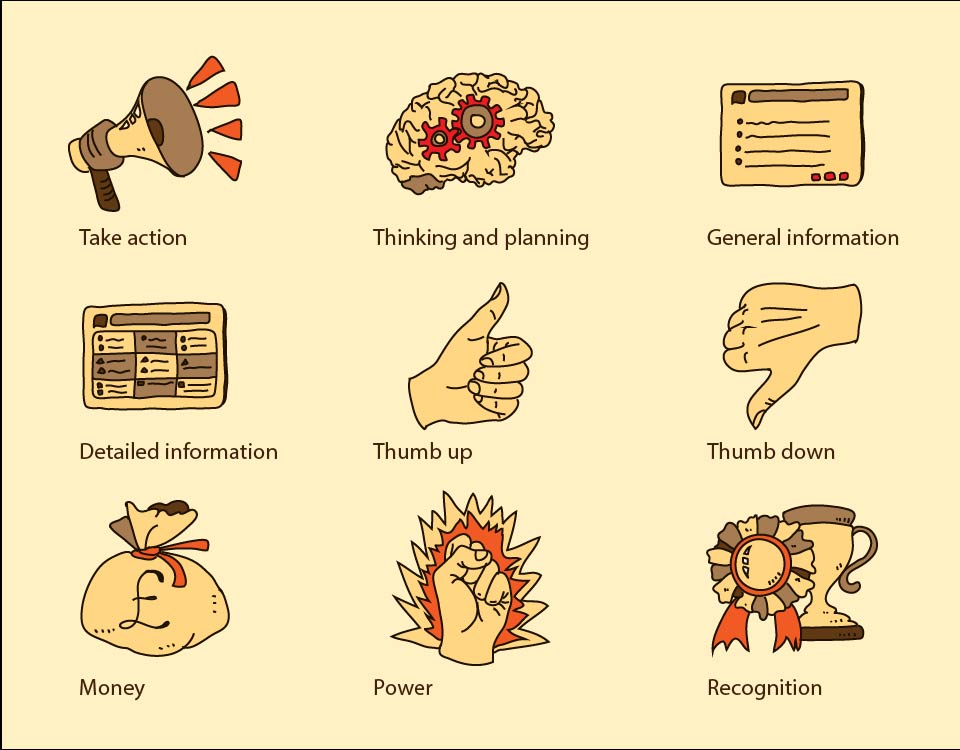 Take action
Thinking and planning
General information
Detailed information
Thumb up
Thumb down
£
Money
Power
Recognition